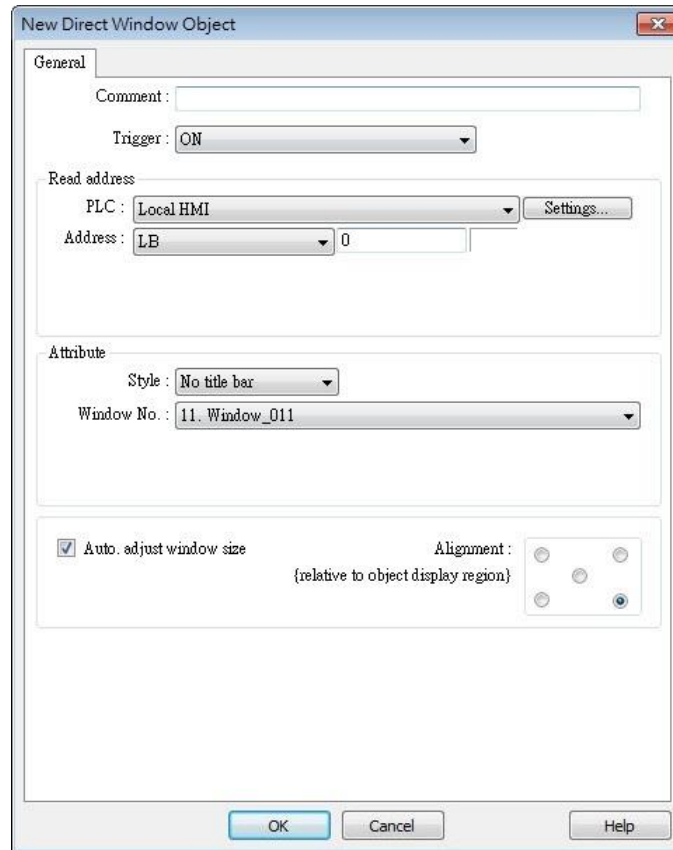 New Direct Window Object
General
Comment :
Trigger : ON
Read address
PLC : Local HMI Settings...
Address : LB 0
Attribute
Style : No title bar
Window No. : 11. Window_011
Auto. adjust window size Alignment :
{relative to object display region}
OK Cancel Help